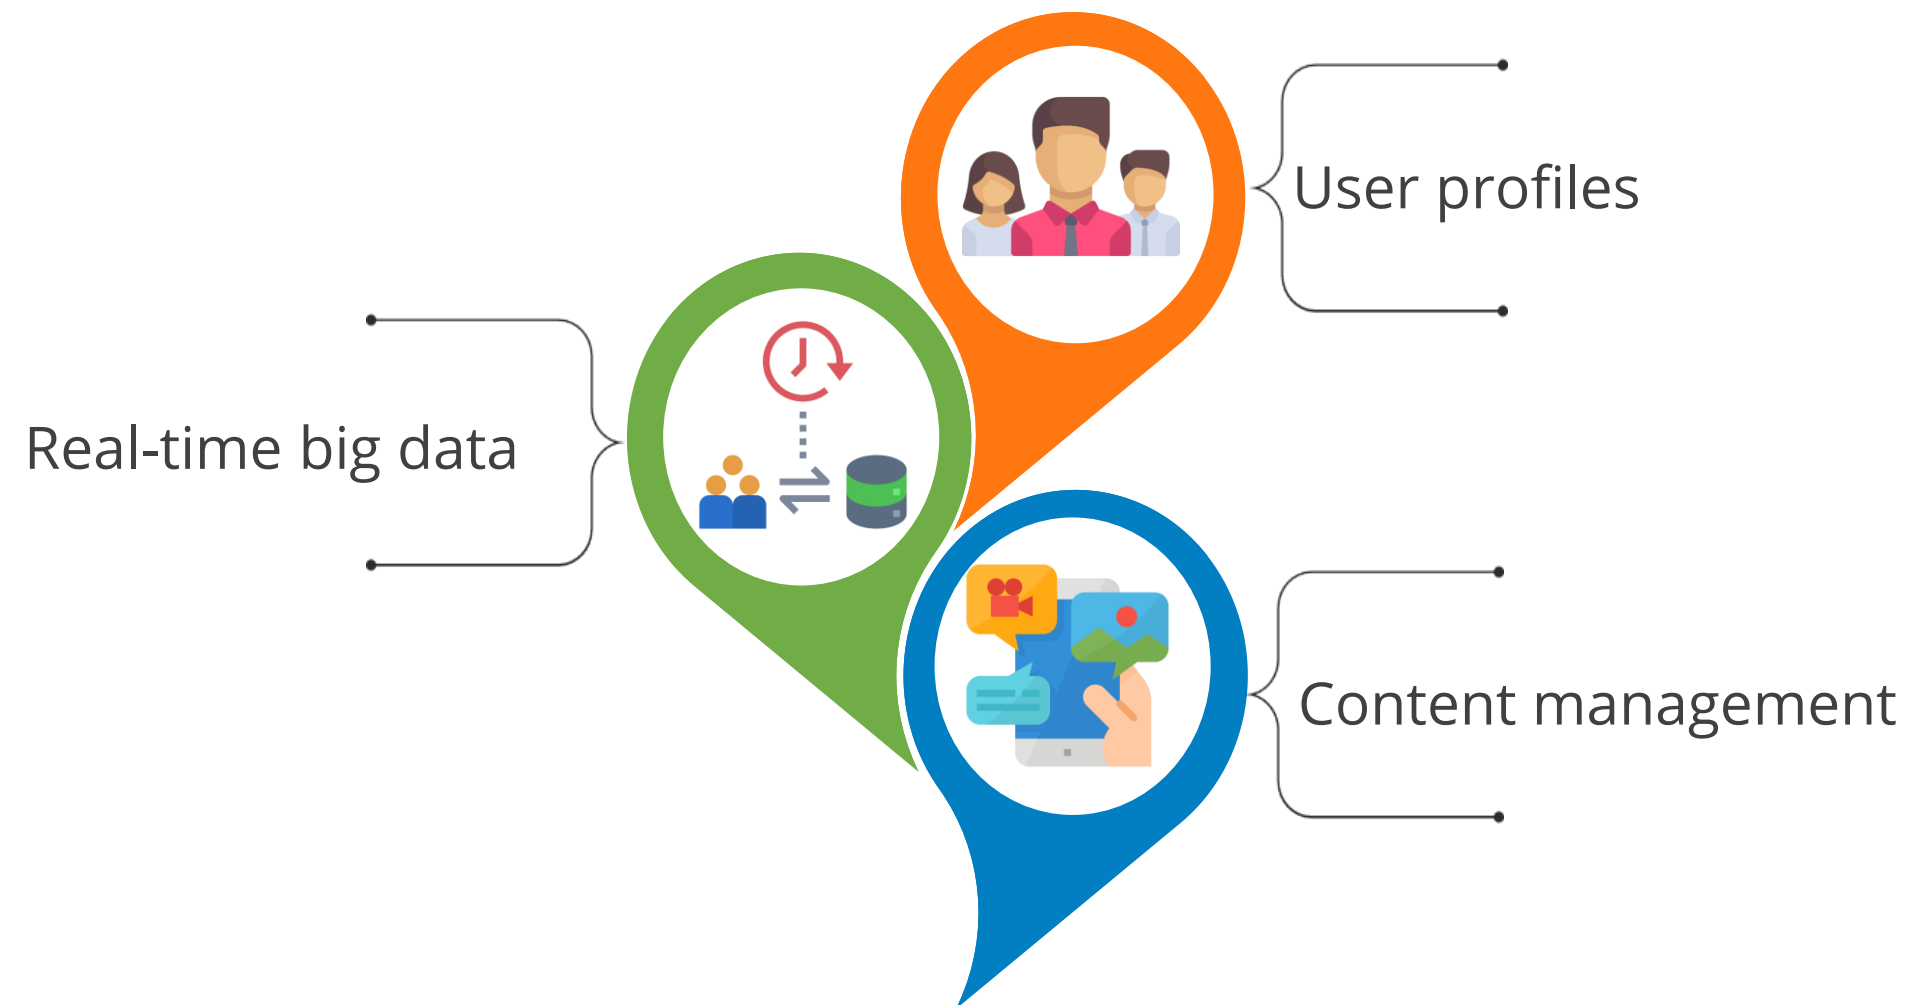 User profiles
Real-time big data
Content management